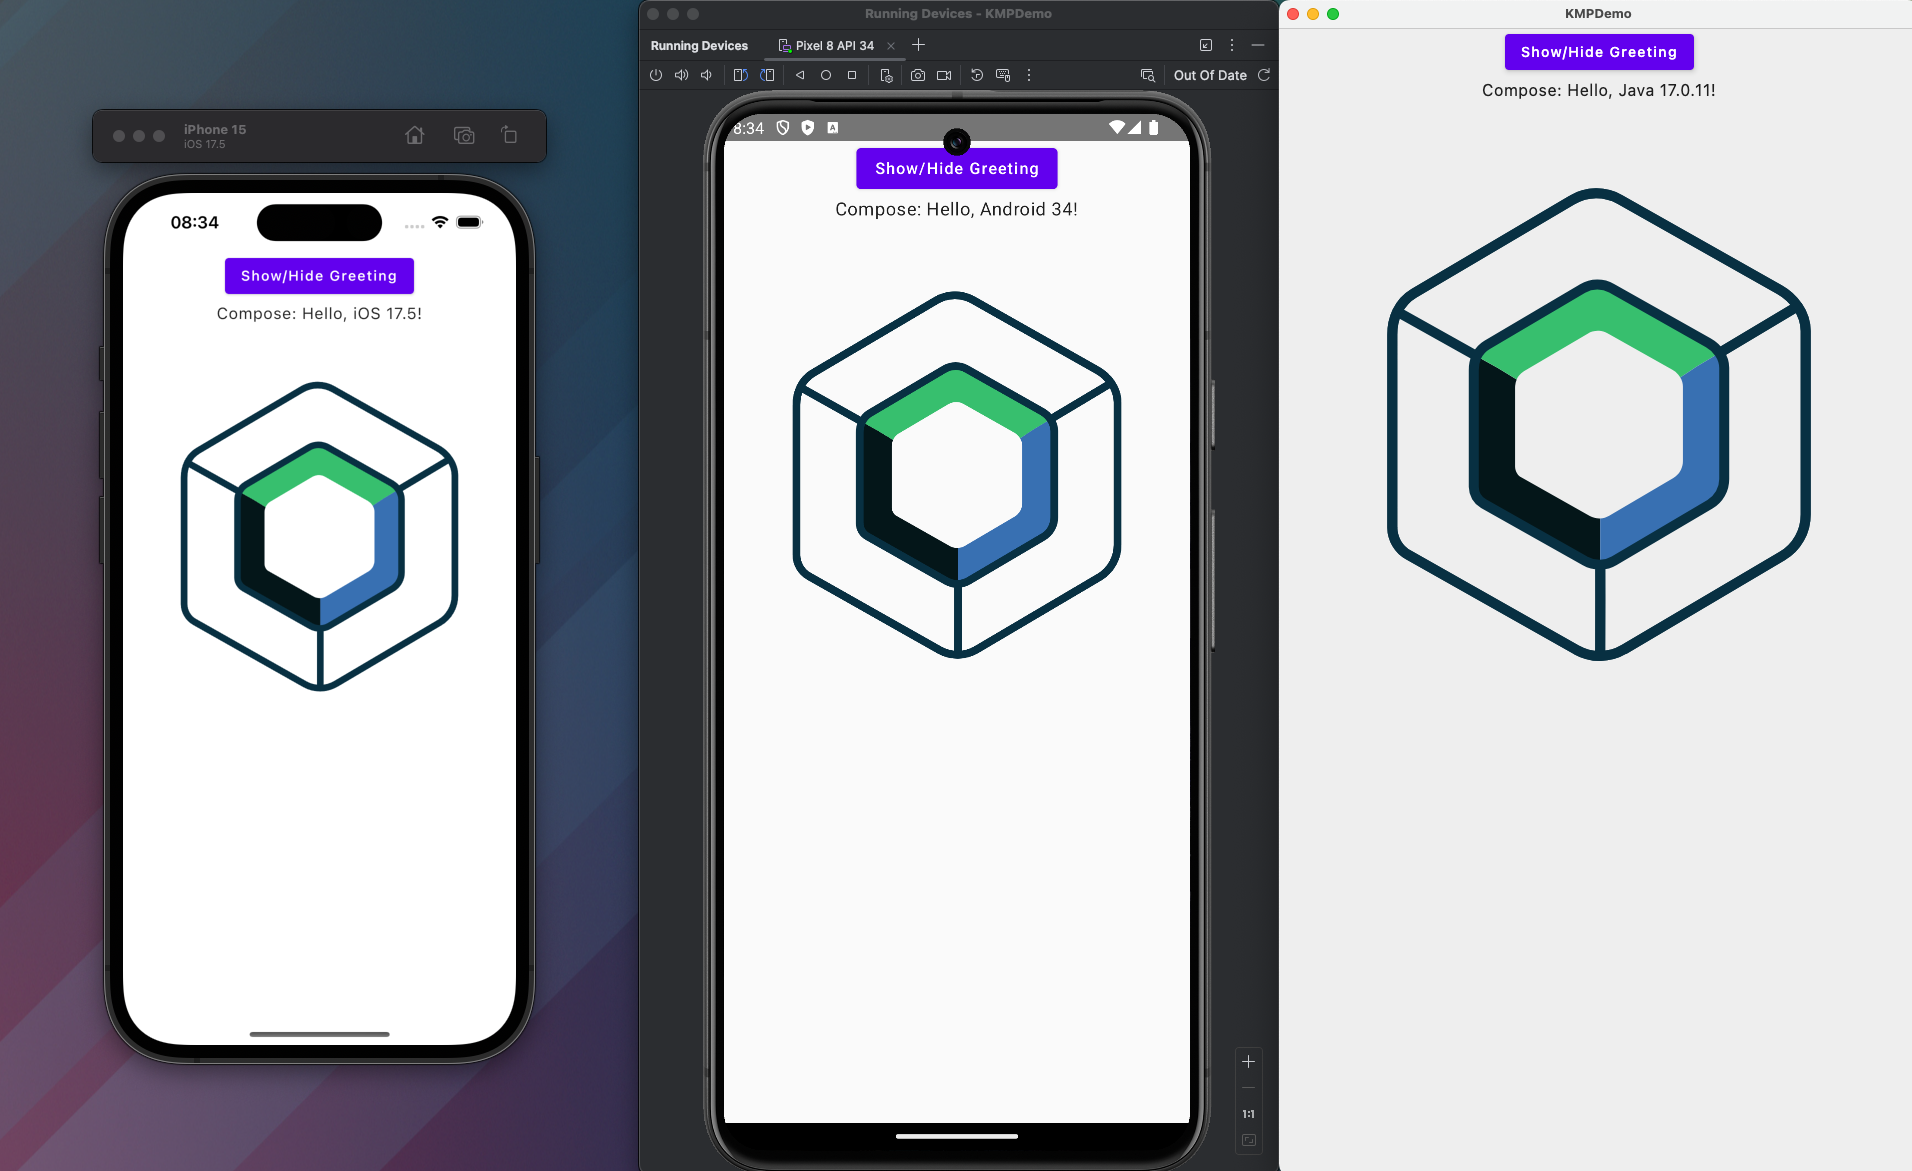 iPhone 15
iOS 17.5
08:34
Show/Hide Greeting
Compose: Hello, iOS 17.5!
Running Devices - KMPDemo
Running Devices
Pixel 8 API 34
Out Of Date
8:34
A
Show/Hide Greeting
Compose: Hello, Android 34!
1:1
KMPDemo
Show/Hide Greeting
Compose: Hello, Java 17.0.11!